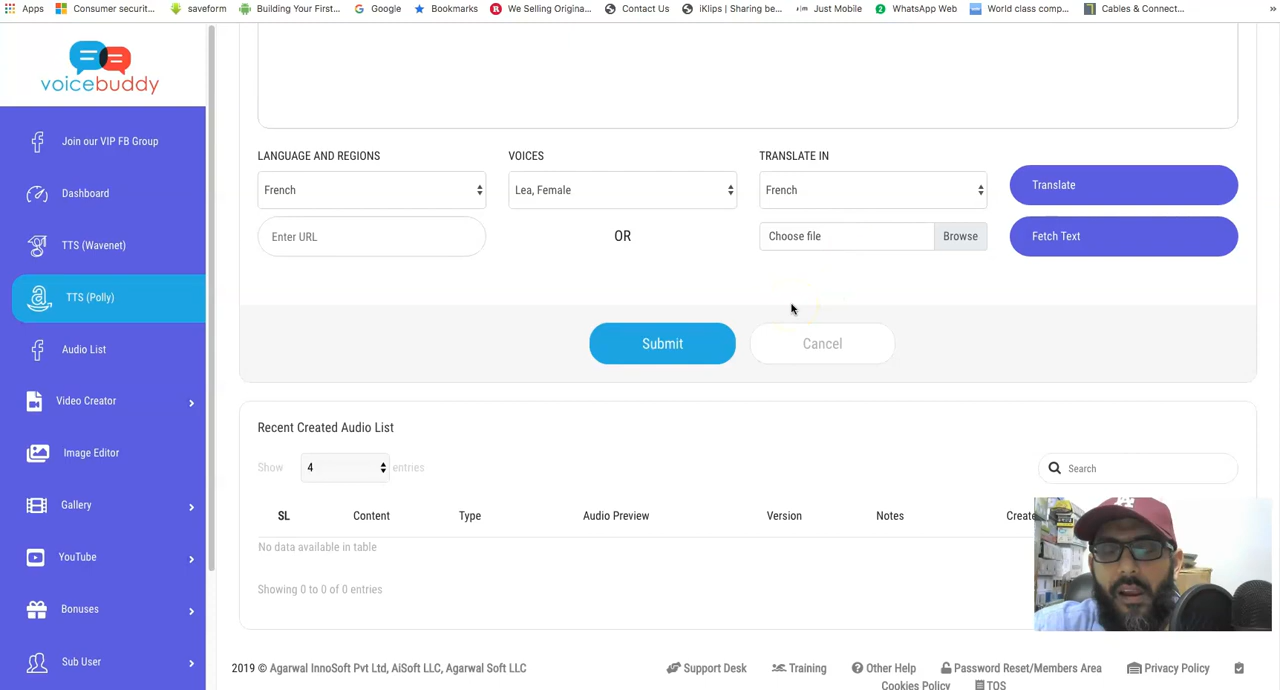 Apps Consumer securit... saveform Building Your First... Google Bookmarks We Selling Origina... Contact Us iKlips | Sharing be... Just Mobile WhatsApp Web World class comp... Cables & Connect... »
voicebuddy
Join our VIP FB Group
Dashboard
TTS (Wavenet)
TTS (Polly)
Audio List
Video Creator
Image Editor
Gallery
YouTube
Bonuses
Sub User
LANGUAGE AND REGIONS VOICES TRANSLATE IN
French Lea, Female French Translate
Enter URL OR Choose file Browse Fetch Text
Submit Cancel
Recent Created Audio List
Show 4 entries Search
SL Content Type Audio Preview Version Notes Create
No data available in table
Showing 0 to 0 of 0 entries
2019 © Agarwal InnoSoft Pvt Ltd, AiSoft LLC, Agarwal Soft LLC Support Desk Training Other Help Password Reset/Members Area Privacy Policy
Cookies Policy TOS